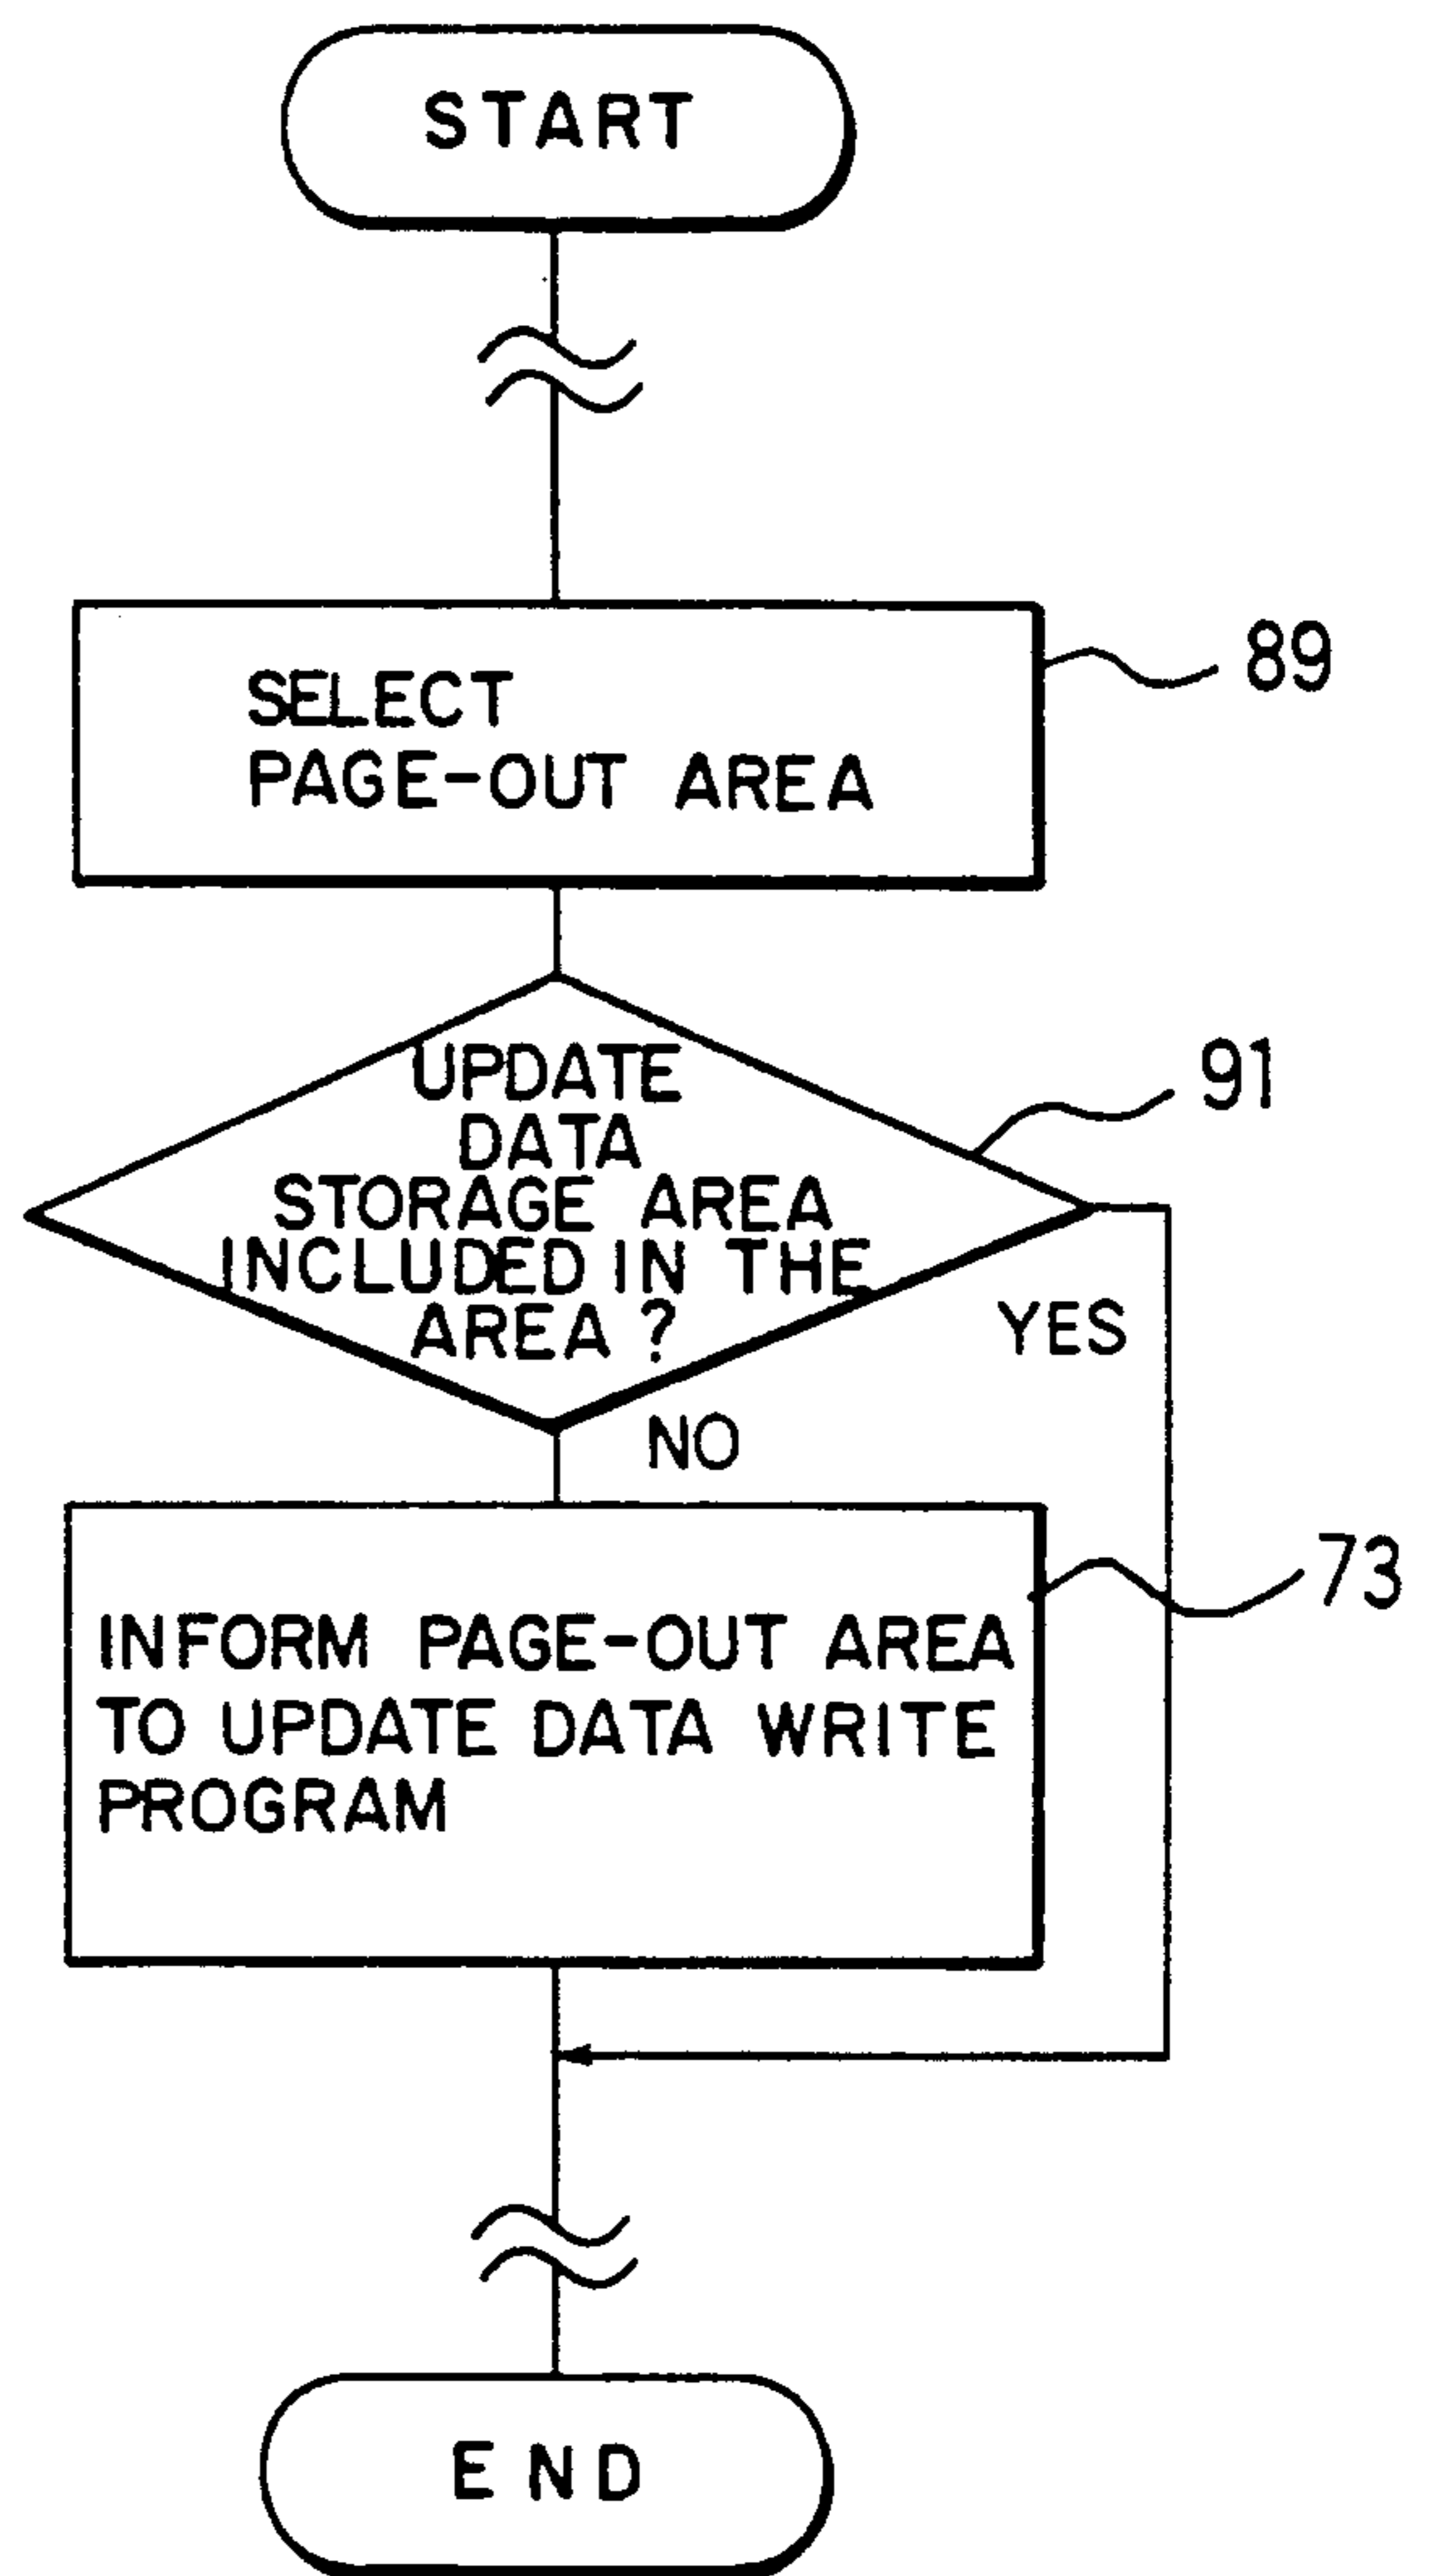 START
SELECT
PAGE-OUT AREA
89
UPDATE
DATA
STORAGE AREA
INCLUDED IN THE
AREA ?
91
YES
NO
INFORM PAGE-OUT AREA
TO UPDATE DATA WRITE
PROGRAM
73
END